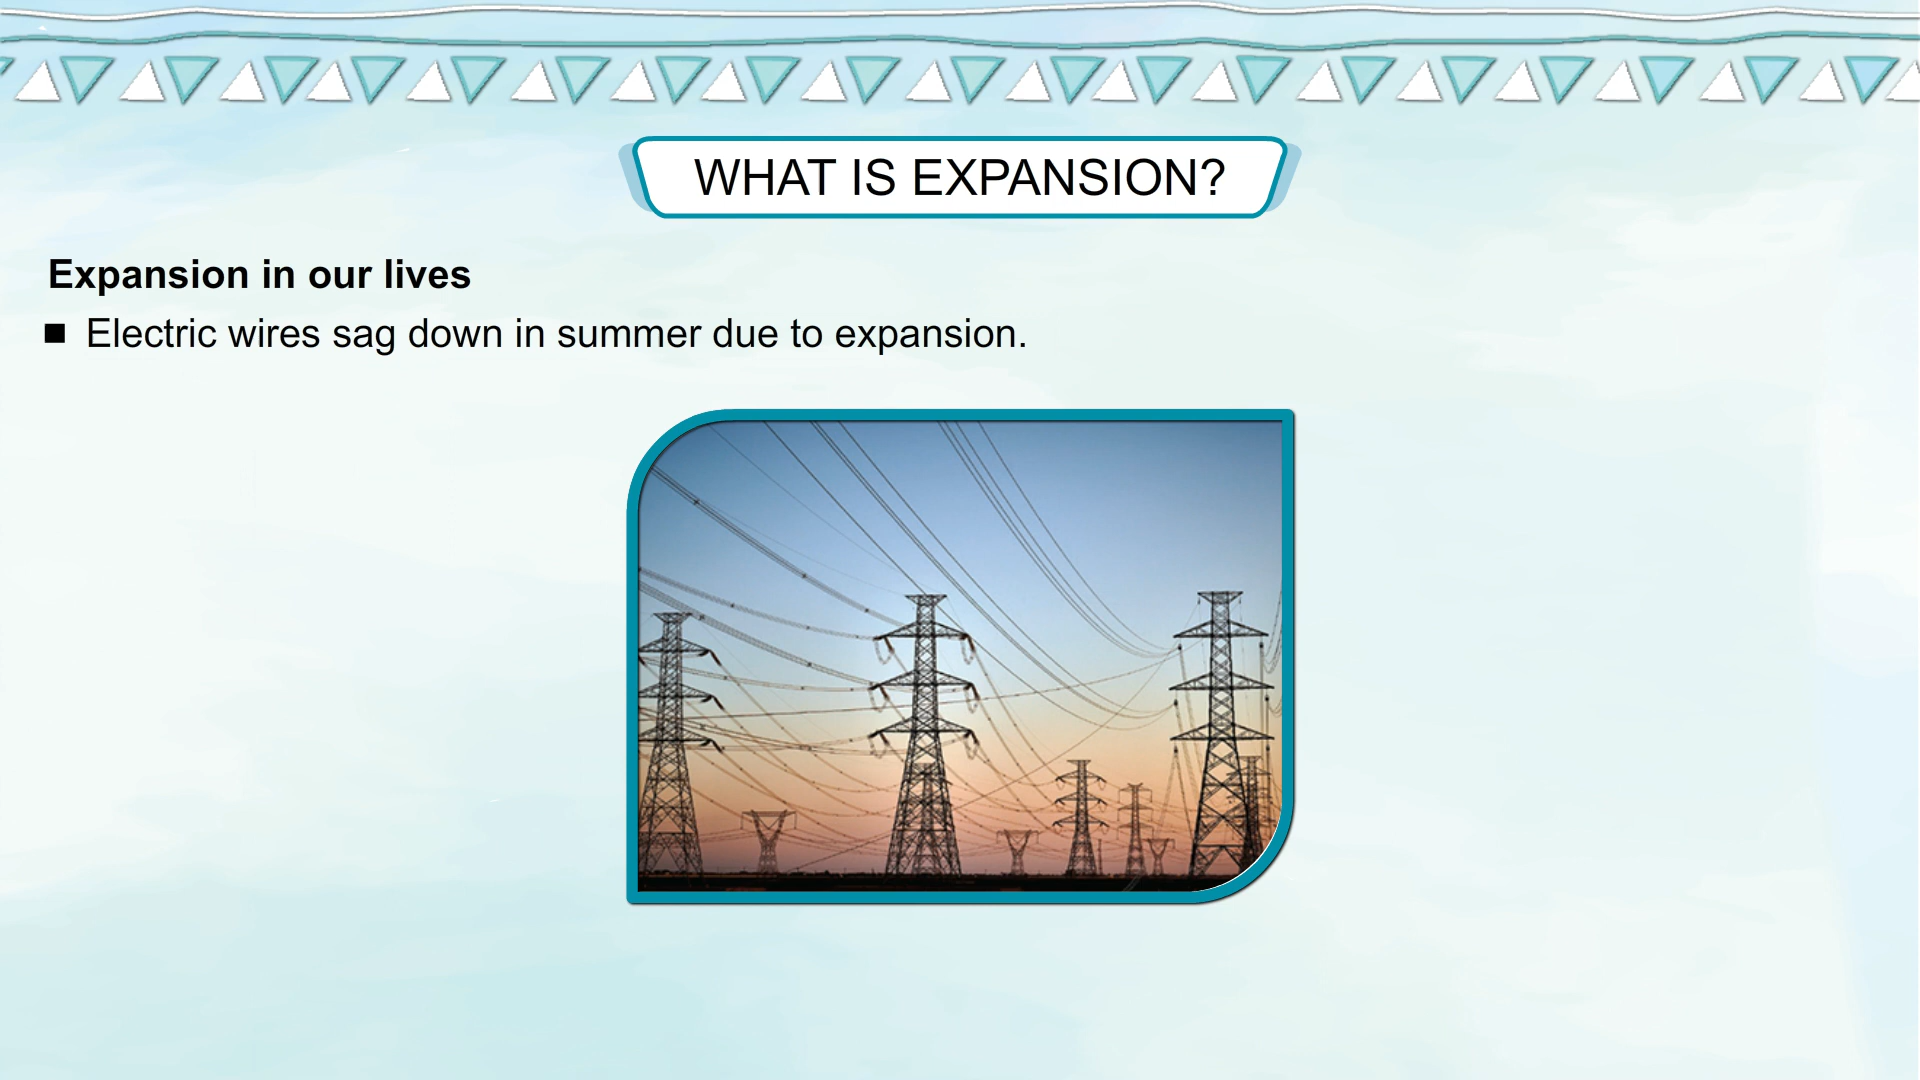 WHAT IS EXPANSION?
Expansion in our lives
■ Electric wires sag down in summer due to expansion.